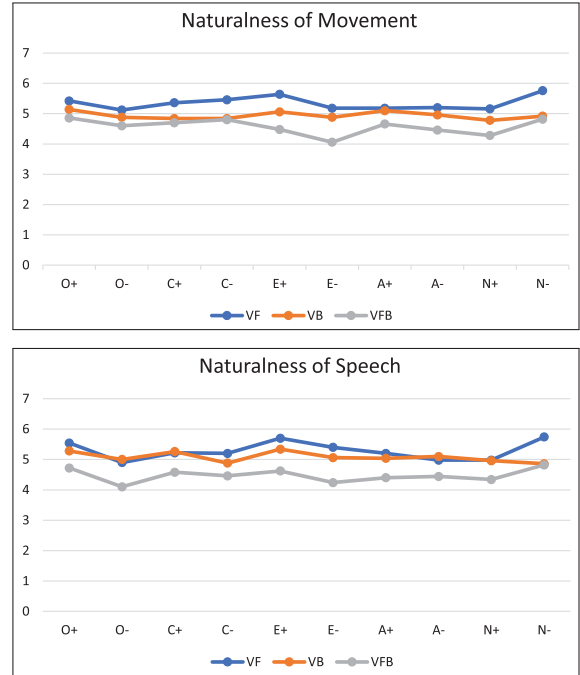 Naturalness of Movement
7
6
5
4
3
2
1
0
O+ O- C+ C- E+ E- A+ A- N+ N-
VF VB VFB
Naturalness of Speech
7
6
5
4
3
2
1
0
O+ O- C+ C- E+ E- A+ A- N+ N-
VF VB VFB